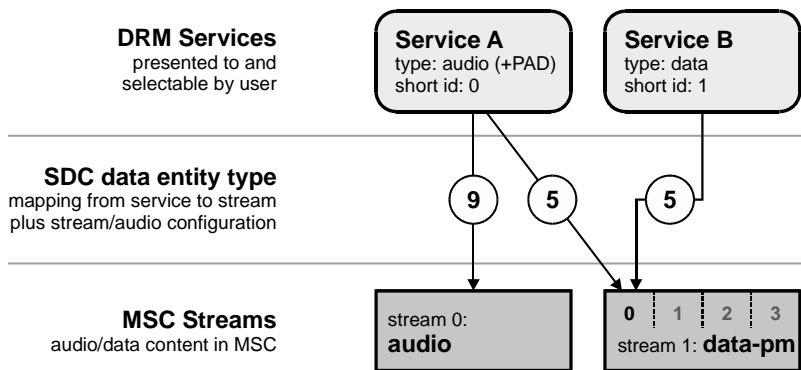 DRM Services
presented to and
selectable by user
Service A
type: audio (+PAD)
short id: 0
Service B
type: data
short id: 1
SDC data entity type
mapping from service to stream
plus stream/audio configuration
9
5
5
MSC Streams
audio/data content in MSC
stream 0:
audio
0 1 2 3
stream 1: data-pm